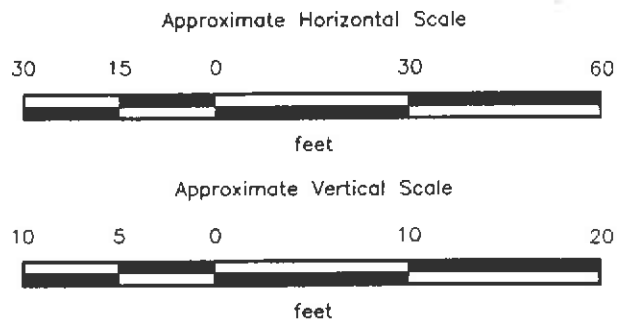 Approximate Horizontal Scale
30 15 0 30 60
feet
Approximate Vertical Scale
10 5 0 10 20
feet